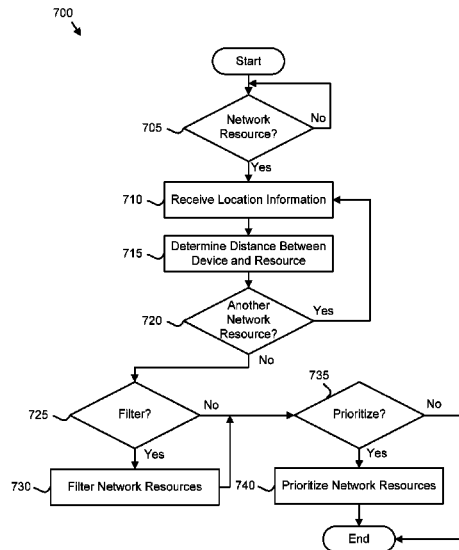 700
Start
705
Network
Resource?
No
Yes
710
Receive Location Information
715
Determine Distance Between
Device and Resource
720
Another
Network
Resource?
Yes
No
725
Filter?
No
735
Prioritize?
No
Yes
Yes
730
Filter Network Resources
740
Prioritize Network Resources
End